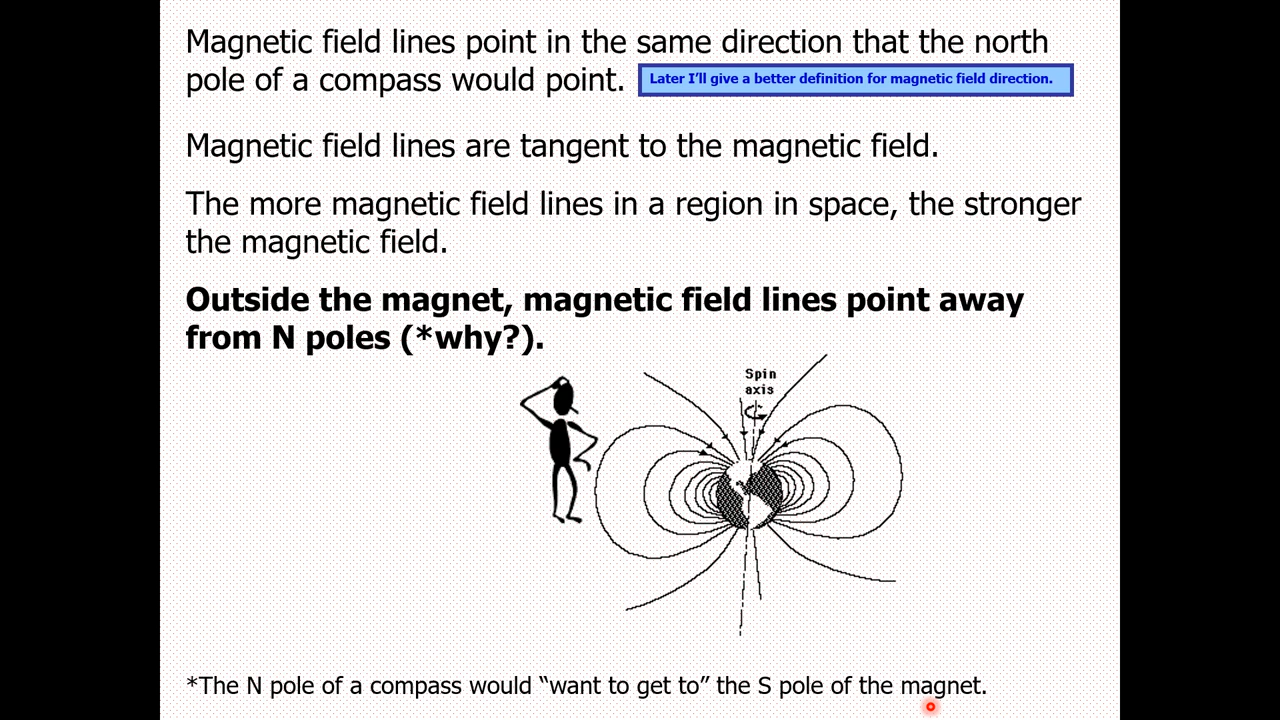 Magnetic field lines point in the same direction that the north
pole of a compass would point.
Later I’ll give a better definition for magnetic field direction.
Magnetic field lines are tangent to the magnetic field.
The more magnetic field lines in a region in space, the stronger
the magnetic field.
Outside the magnet, magnetic field lines point away
from N poles (*why?).
Spin
axis
*The N pole of a compass would “want to get to” the S pole of the magnet.